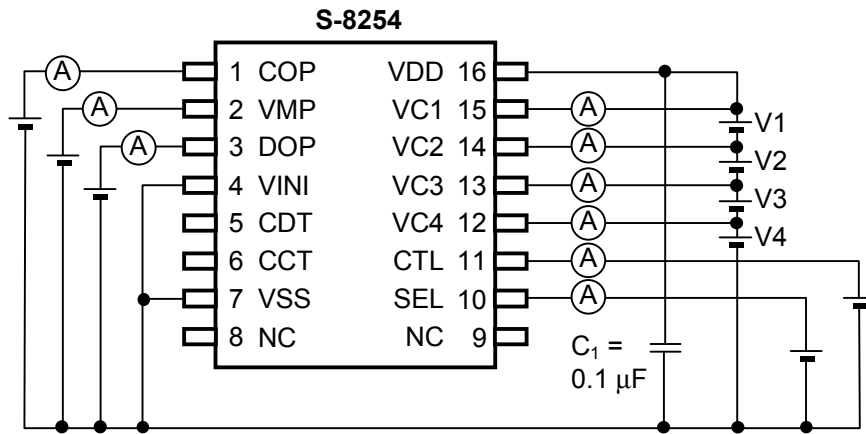 S-8254
A
1 COP
VDD 16
A
2 VMP
VC1 15
A
V1
A
3 DOP
VC2 14
A
V2
4 VINI
VC3 13
A
V3
5 CDT
VC4 12
A
V4
6 CCT
CTL 11
A
7 VSS
SEL 10
A
8 NC
NC 9
C₁ =
0.1 µF